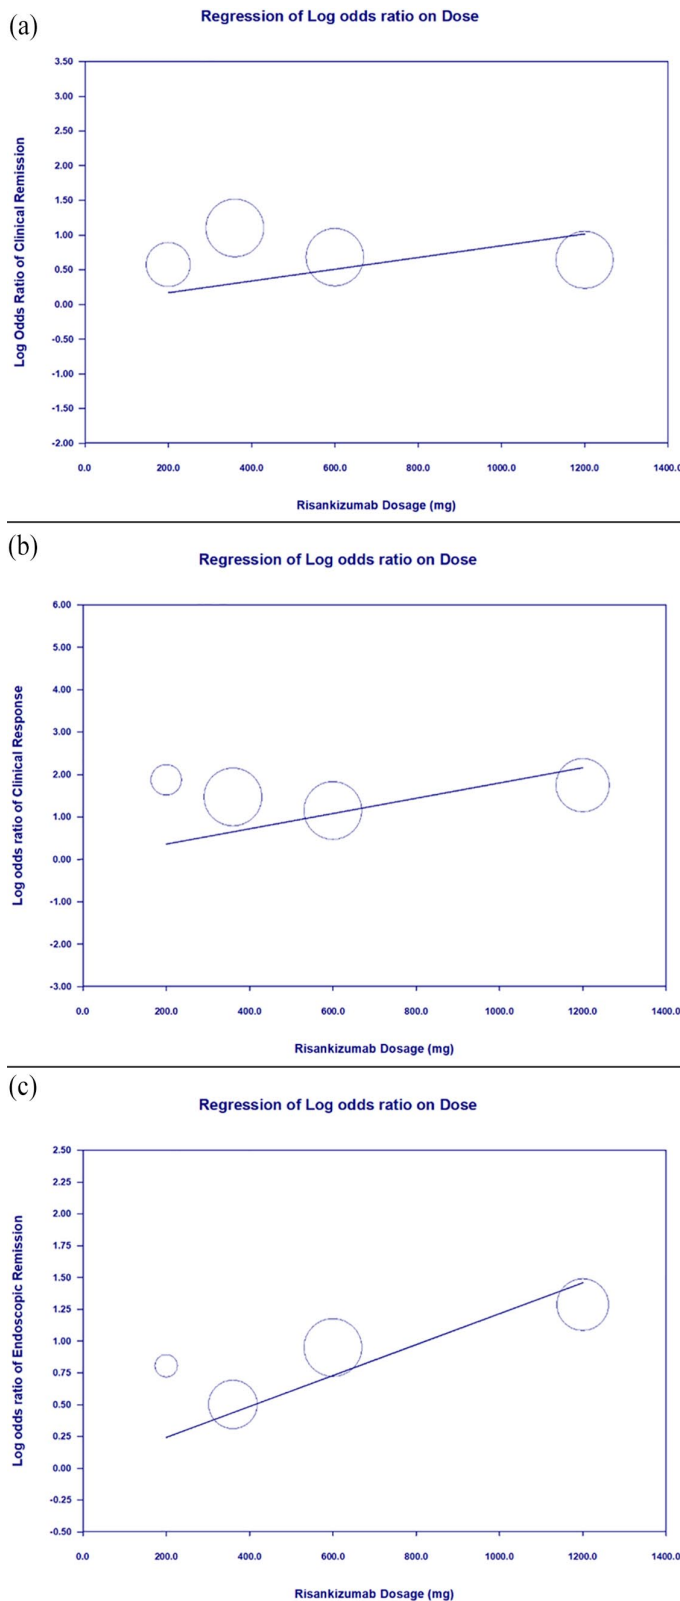 (a)
Regression of Log odds ratio on Dose
Log Odds Ratio of Clinical Remission
3.50
3.00
2.50
2.00
1.50
1.00
0.50
0.00
-0.50
-1.00
-1.50
-2.00
0.0 200.0 400.0 600.0 800.0 1000.0 1200.0 1400.0
Risankizumab Dosage (mg)
(b)
Regression of Log odds ratio on Dose
Log odds ratio of Clinical Response
6.00
5.00
4.00
3.00
2.00
1.00
0.00
-1.00
-2.00
-3.00
0.0 200.0 400.0 600.0 800.0 1000.0 1200.0 1400.0
Risankizumab Dosage (mg)
(c)
Regression of Log odds ratio on Dose
Log odds ratio of Endoscopic Remission
2.50
2.25
2.00
1.75
1.50
1.25
1.00
0.75
0.50
0.25
0.00
-0.25
-0.50
0.0 200.0 400.0 600.0 800.0 1000.0 1200.0 1400.0
Risankizumab Dosage (mg)